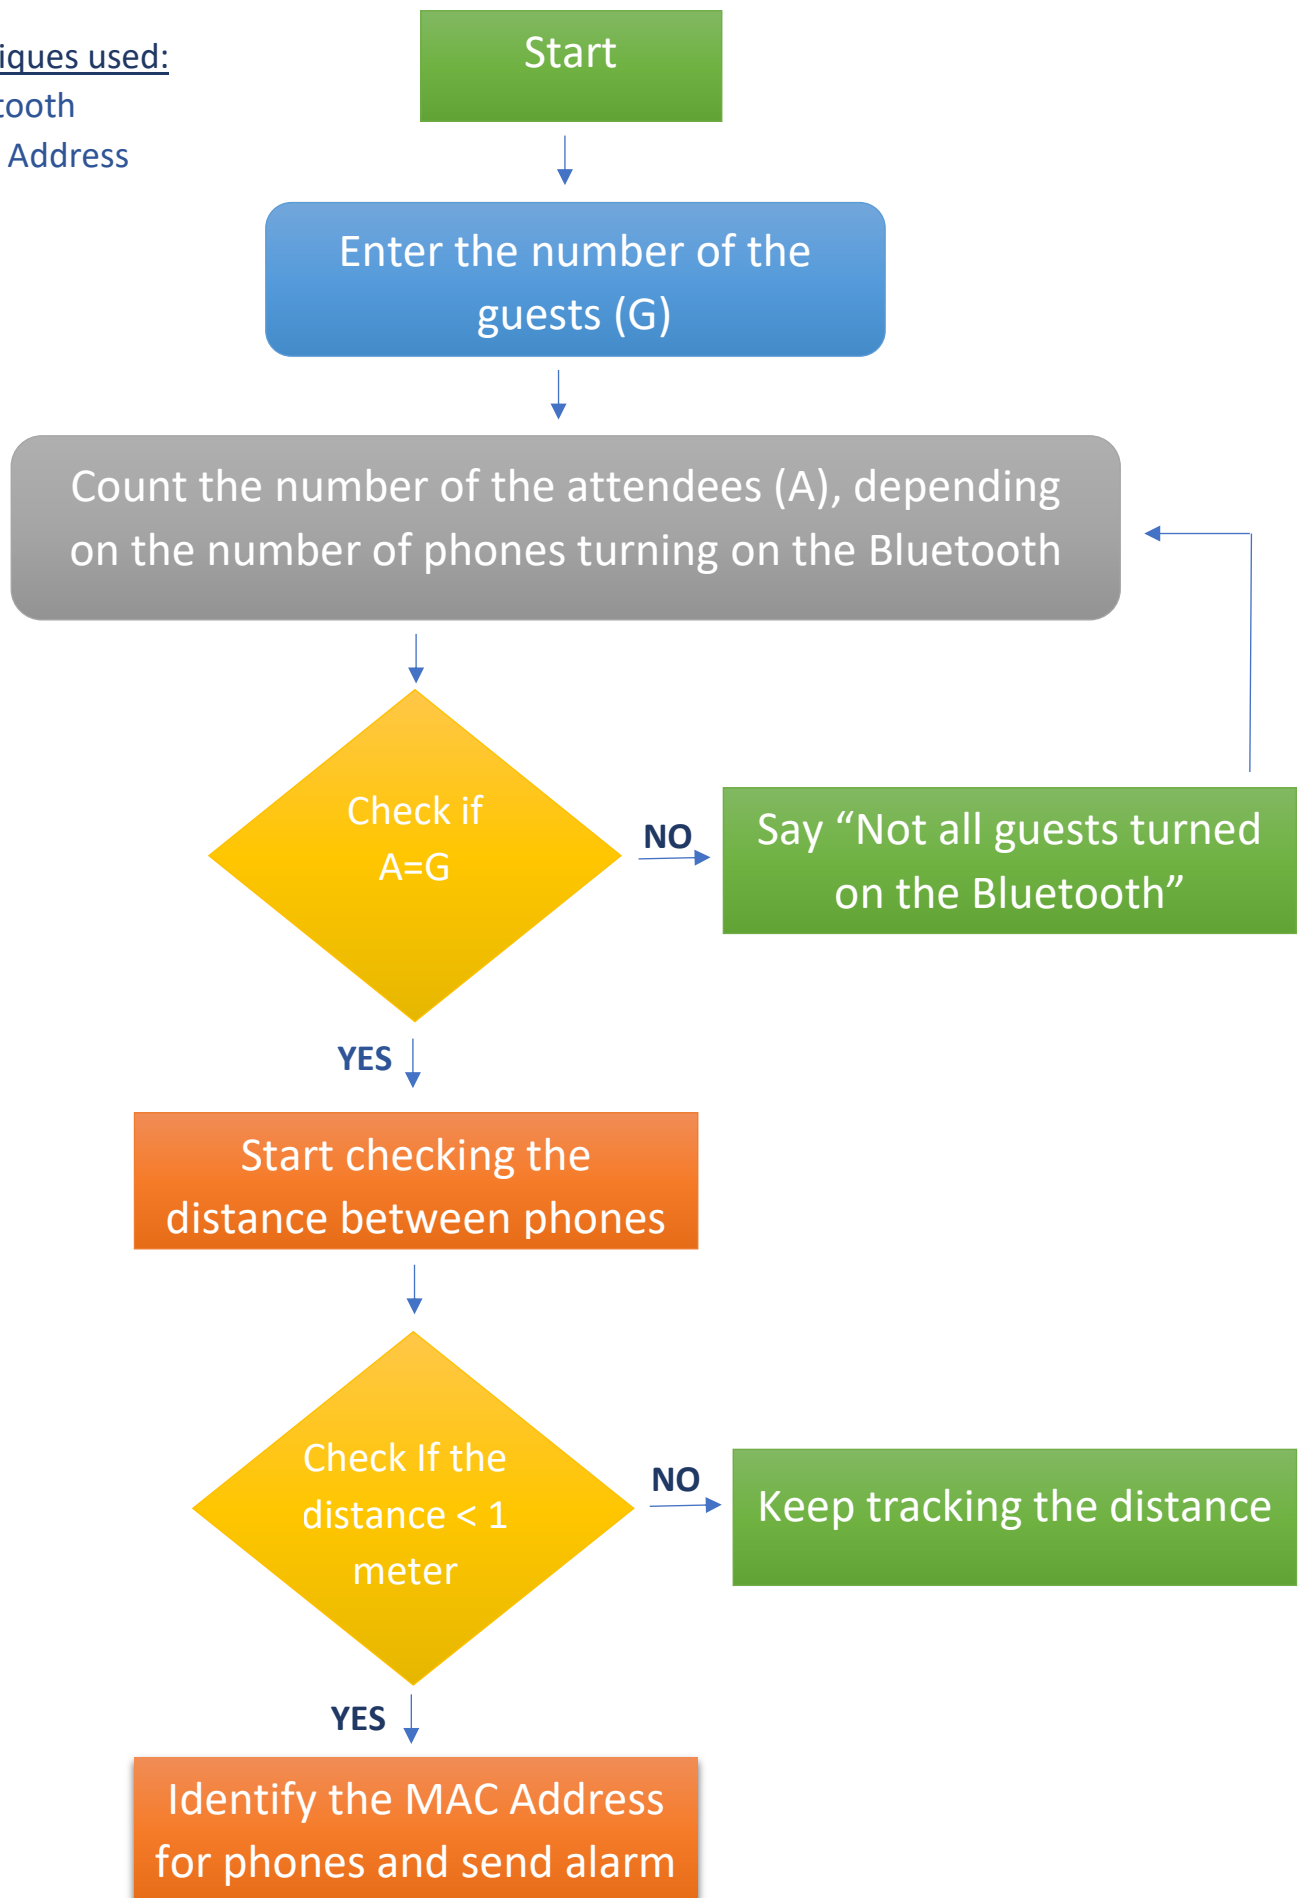 iques used:
tooth
Address
Start
Enter the number of the
guests (G)
Count the number of the attendees (A), depending
on the number of phones turning on the Bluetooth
Check if
A=G
NO
Say “Not all guests turned
on the Bluetooth”
YES
Start checking the
distance between phones
Check If the
distance < 1
meter
NO
Keep tracking the distance
YES
Identify the MAC Address
for phones and send alarm